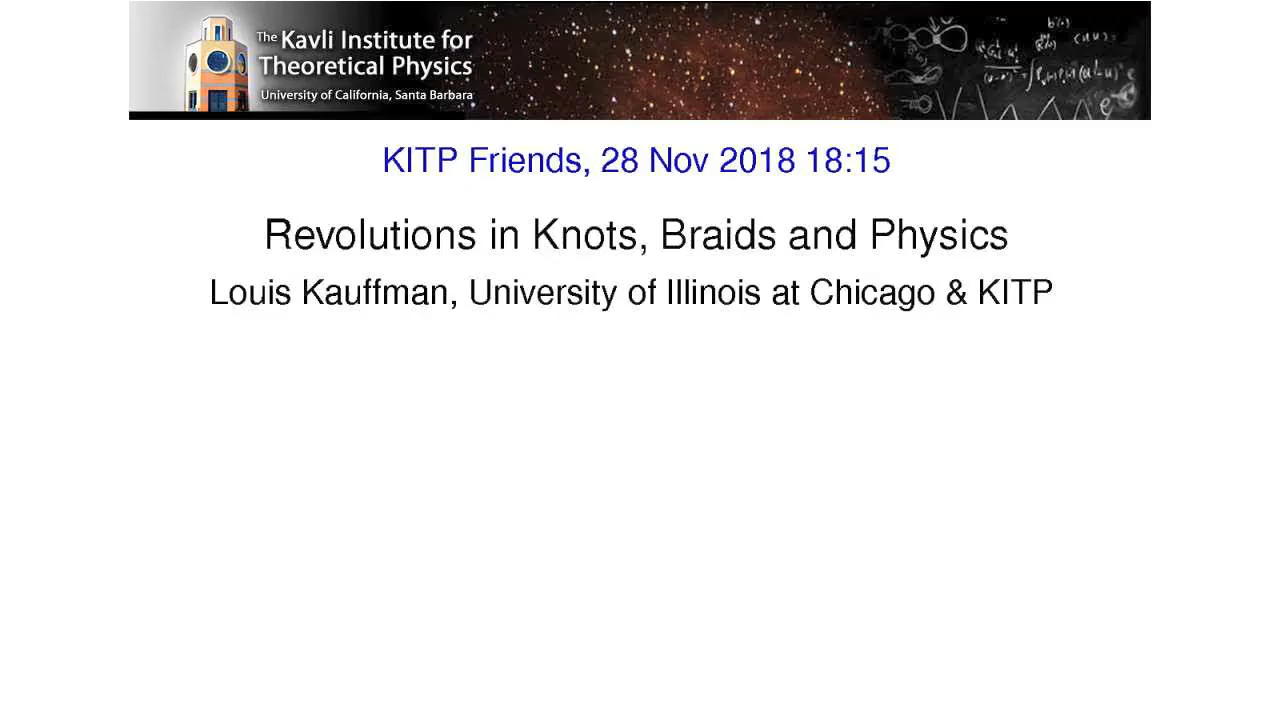 The Kavli Institute for
Theoretical Physics
University of California, Santa Barbara
KITP Friends, 28 Nov 2018 18:15
Revolutions in Knots, Braids and Physics
Louis Kauffman, University of Illinois at Chicago & KITP